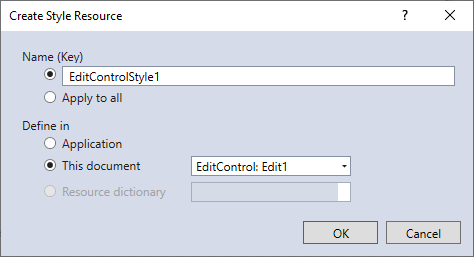 Create Style Resource
?
Name (Key)
EditControlStyle1
Apply to all
Define in
Application
This document
EditControl: Edit1
Resource dictionary
OK
Cancel